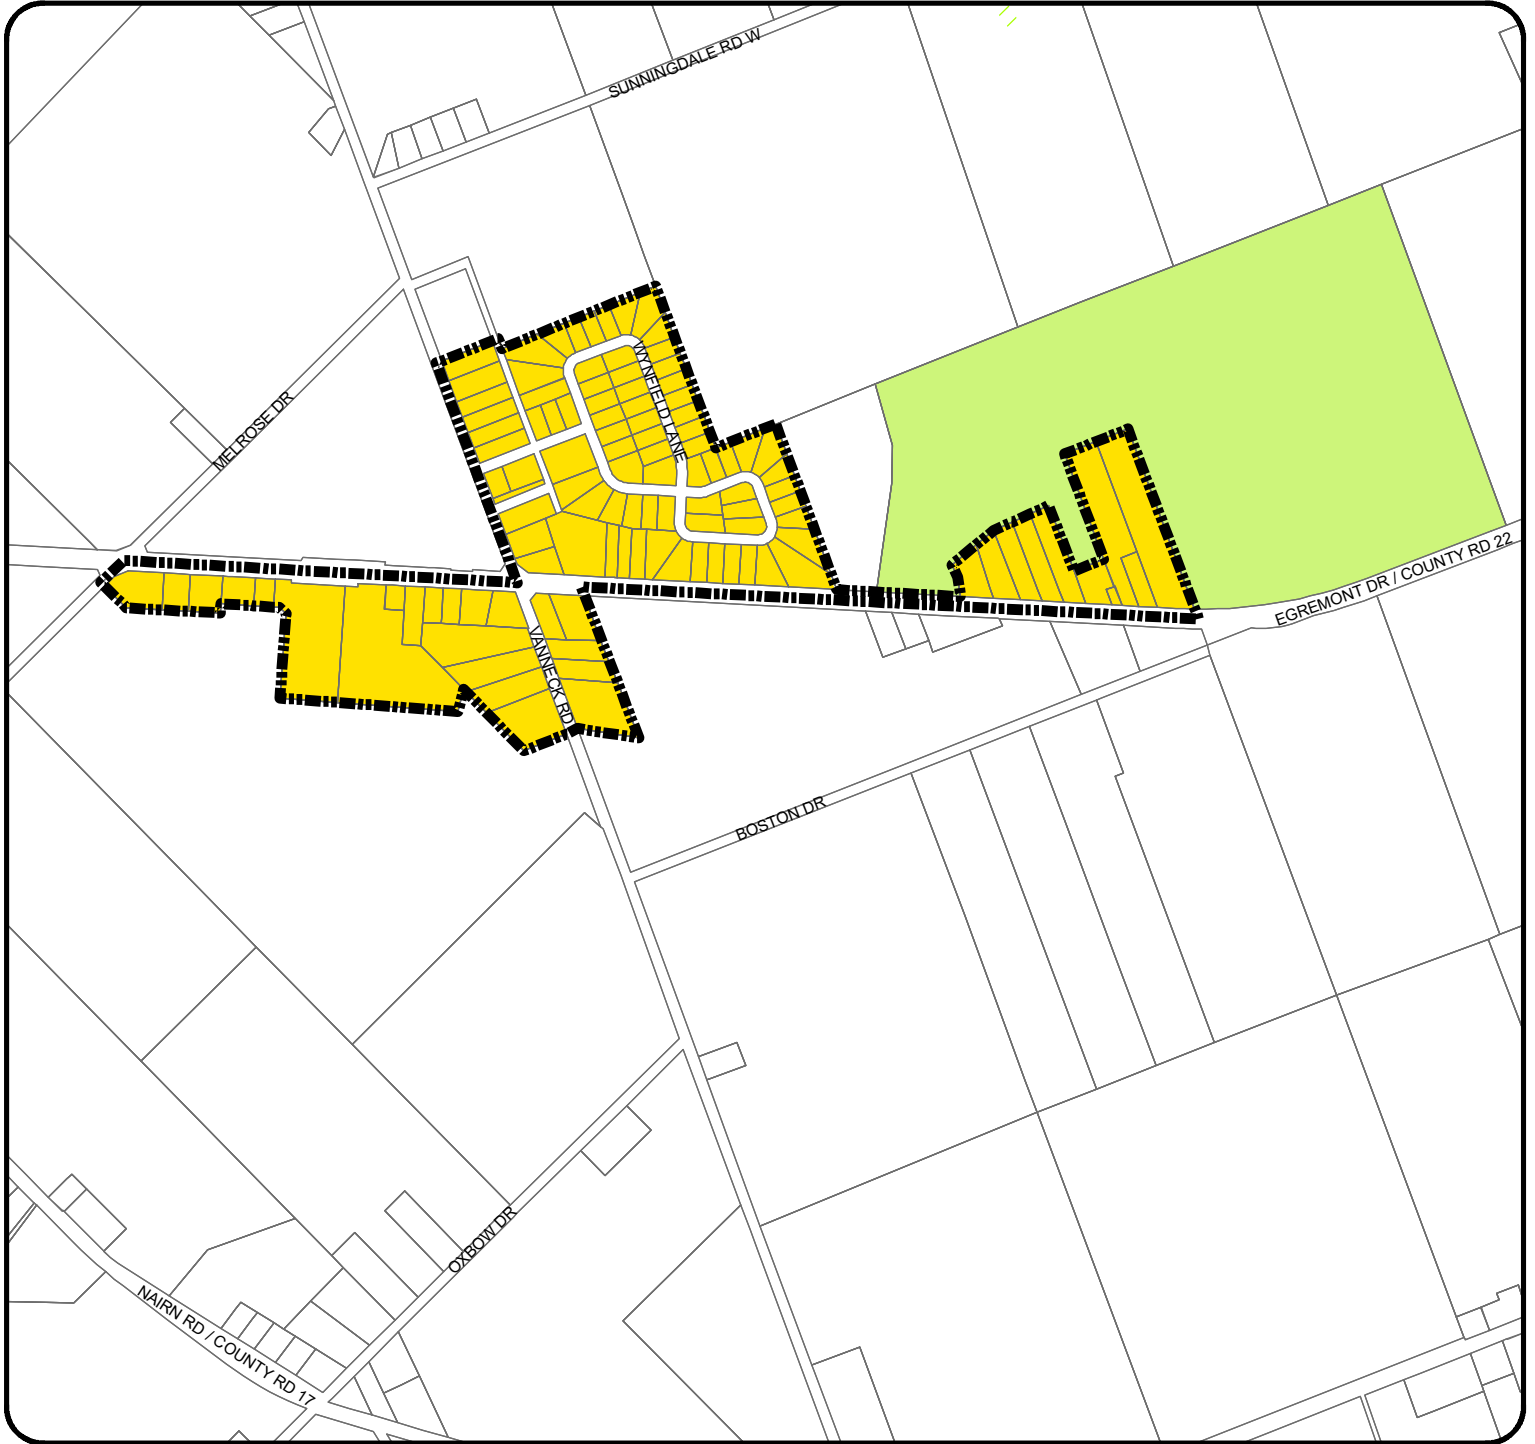 SUNNINGDALE RD W
WYNFIELD LANE
MELROSE DR
EGREMONT DR / COUNTY RD 22
VANNECK RD
BOSTON DR
OXBOW DR
NAIRN RD / COUNTY RD 17